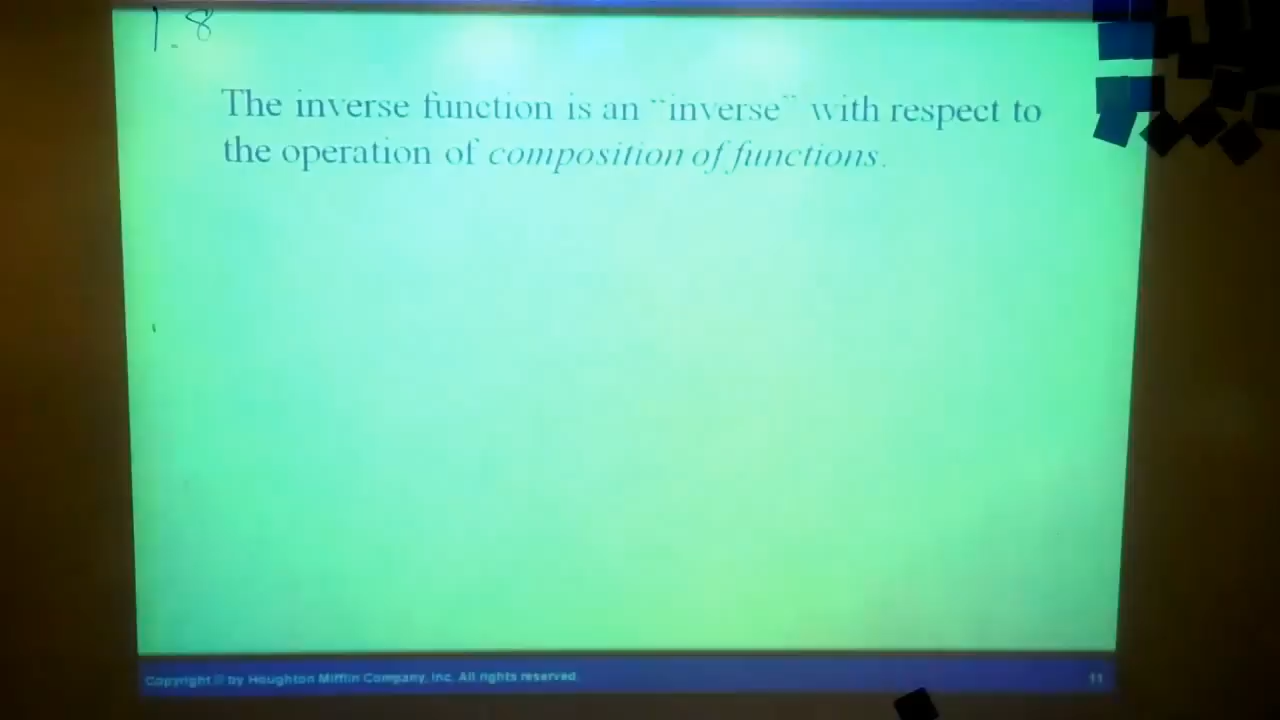 1.8
The inverse function is an “inverse” with respect to
the operation of composition of functions.
Copyright © by Houghton Mifflin Company, Inc. All rights reserved.
11